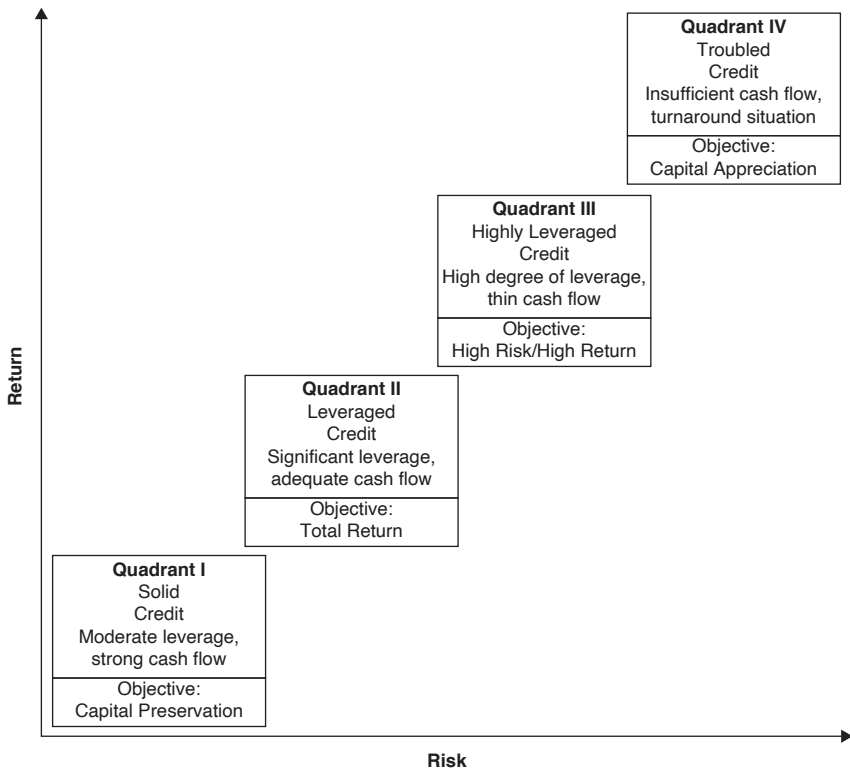 Quadrant IV
Troubled
Credit
Insufficient cash flow,
turnaround situation
Objective:
Capital Appreciation
Quadrant III
Highly Leveraged
Credit
High degree of leverage,
thin cash flow
Objective:
High Risk/High Return
Quadrant II
Leveraged
Credit
Significant leverage,
adequate cash flow
Objective:
Total Return
Quadrant I
Solid
Credit
Moderate leverage,
strong cash flow
Objective:
Capital Preservation
Return
Risk